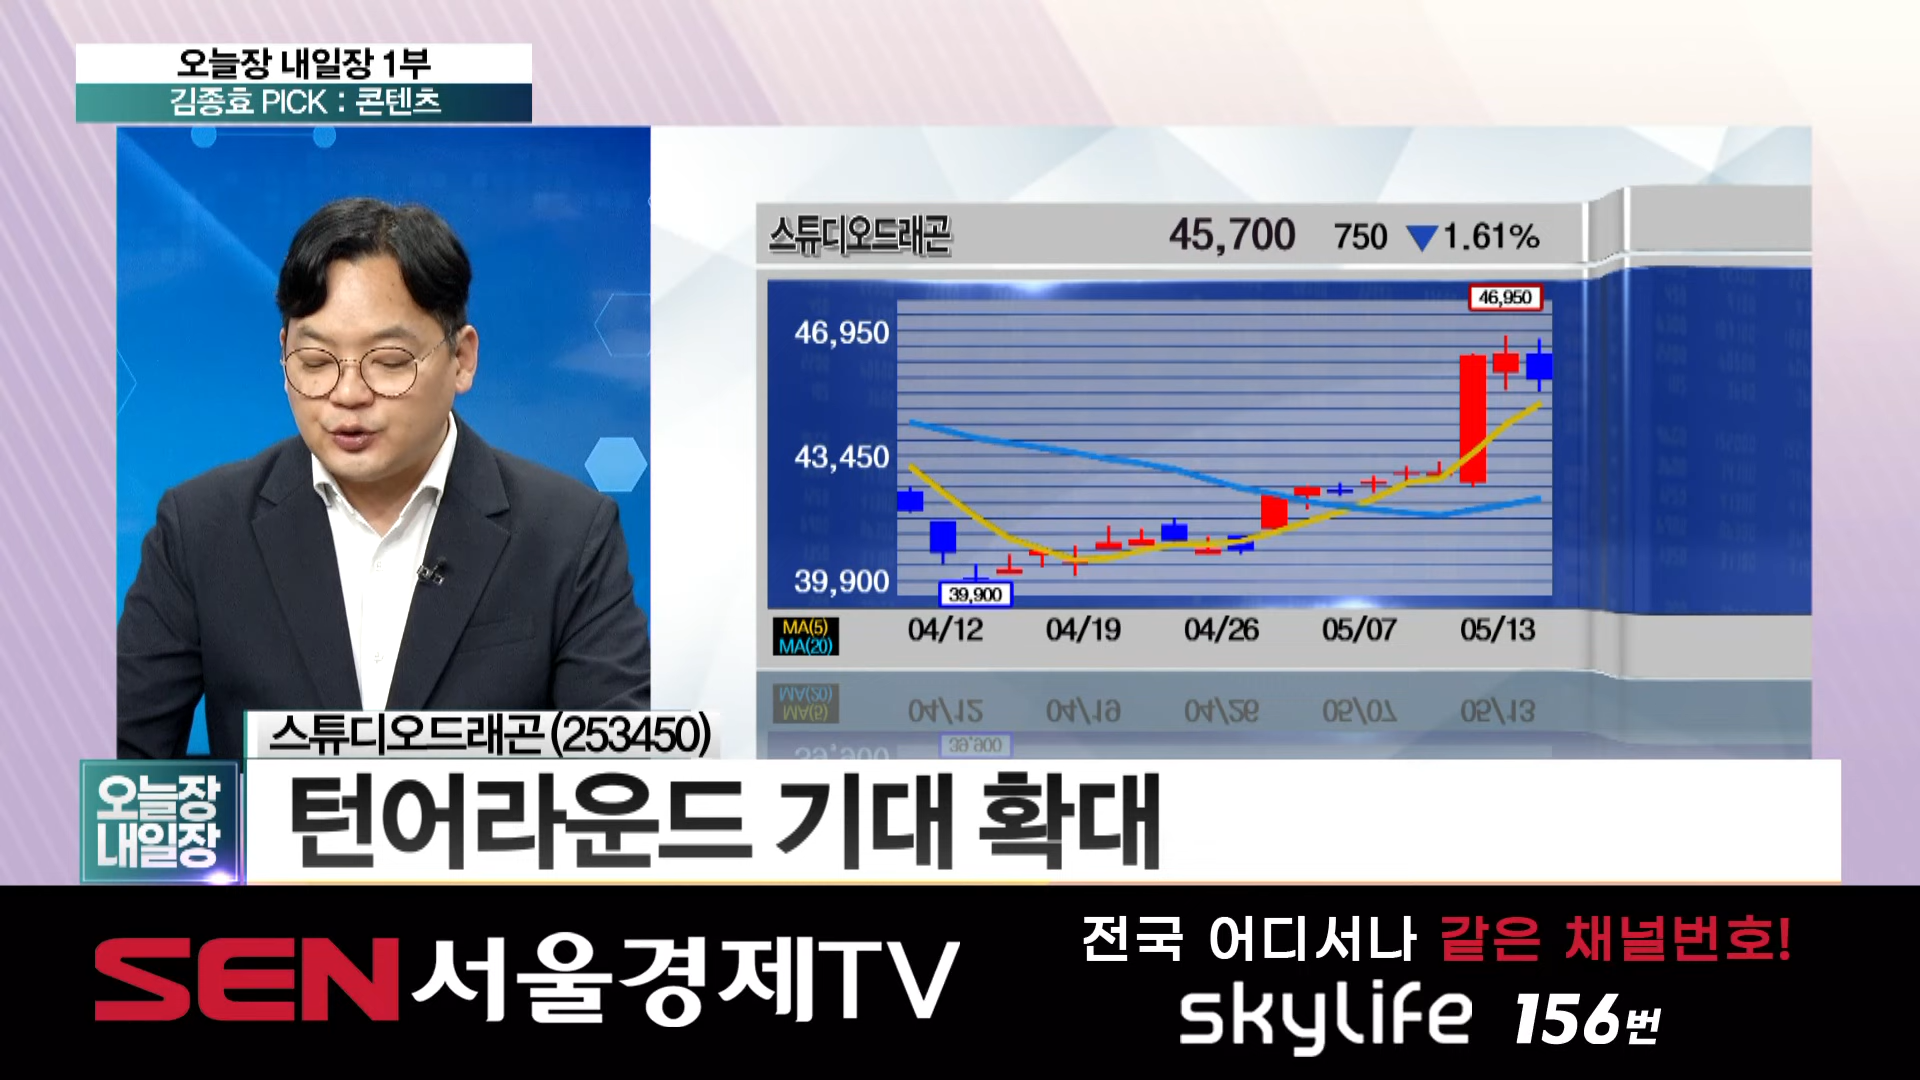 오늘장 내일장 1부
김종효 PICK : 콘텐츠
스튜디오드래곤 45,700 750 ▼1.61%
46,950
46,950
43,450
39,900
39,900
MA(5)
MA(20)
04/12 04/19 04/26 05/07 05/13
스튜디오드래곤(253450)
오늘장
내일장
턴어라운드 기대 확대
SEN서울경제TV
전국 어디서나 같은 채널번호!
skylife 156번